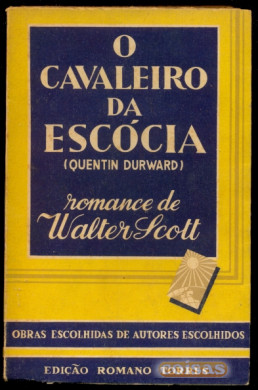 O
CAVALEIRO
DA
ESCÓCIA
(QUENTIN DURWARD)
romance de
Walter Scott
OBRAS ESCOLHIDAS DE AUTORES ESCOLHIDOS
EDIÇÃO ROMANO TORRES